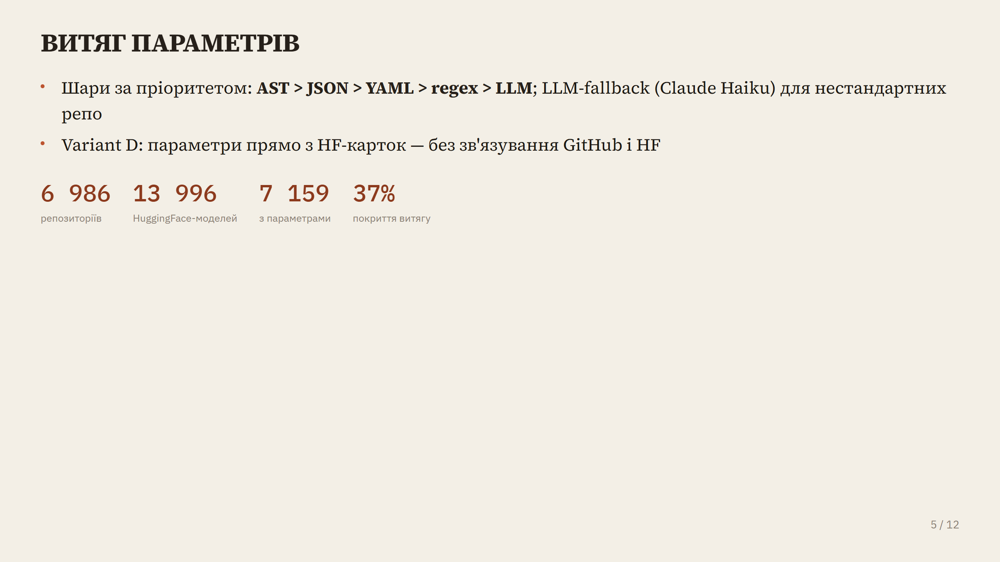 ВИТЯГ ПАРАМЕТРІВ
• Шари за пріоритетом: AST > JSON > YAML > regex > LLM; LLM-fallback (Claude Haiku) для нестандартних
репо
• Variant D: параметри прямо з HF-карток — без зв'язування GitHub і HF
6 986 13 996 7 159 37%
репозиторіїв HuggingFace-моделей з параметрами покриття витягу
5 / 12